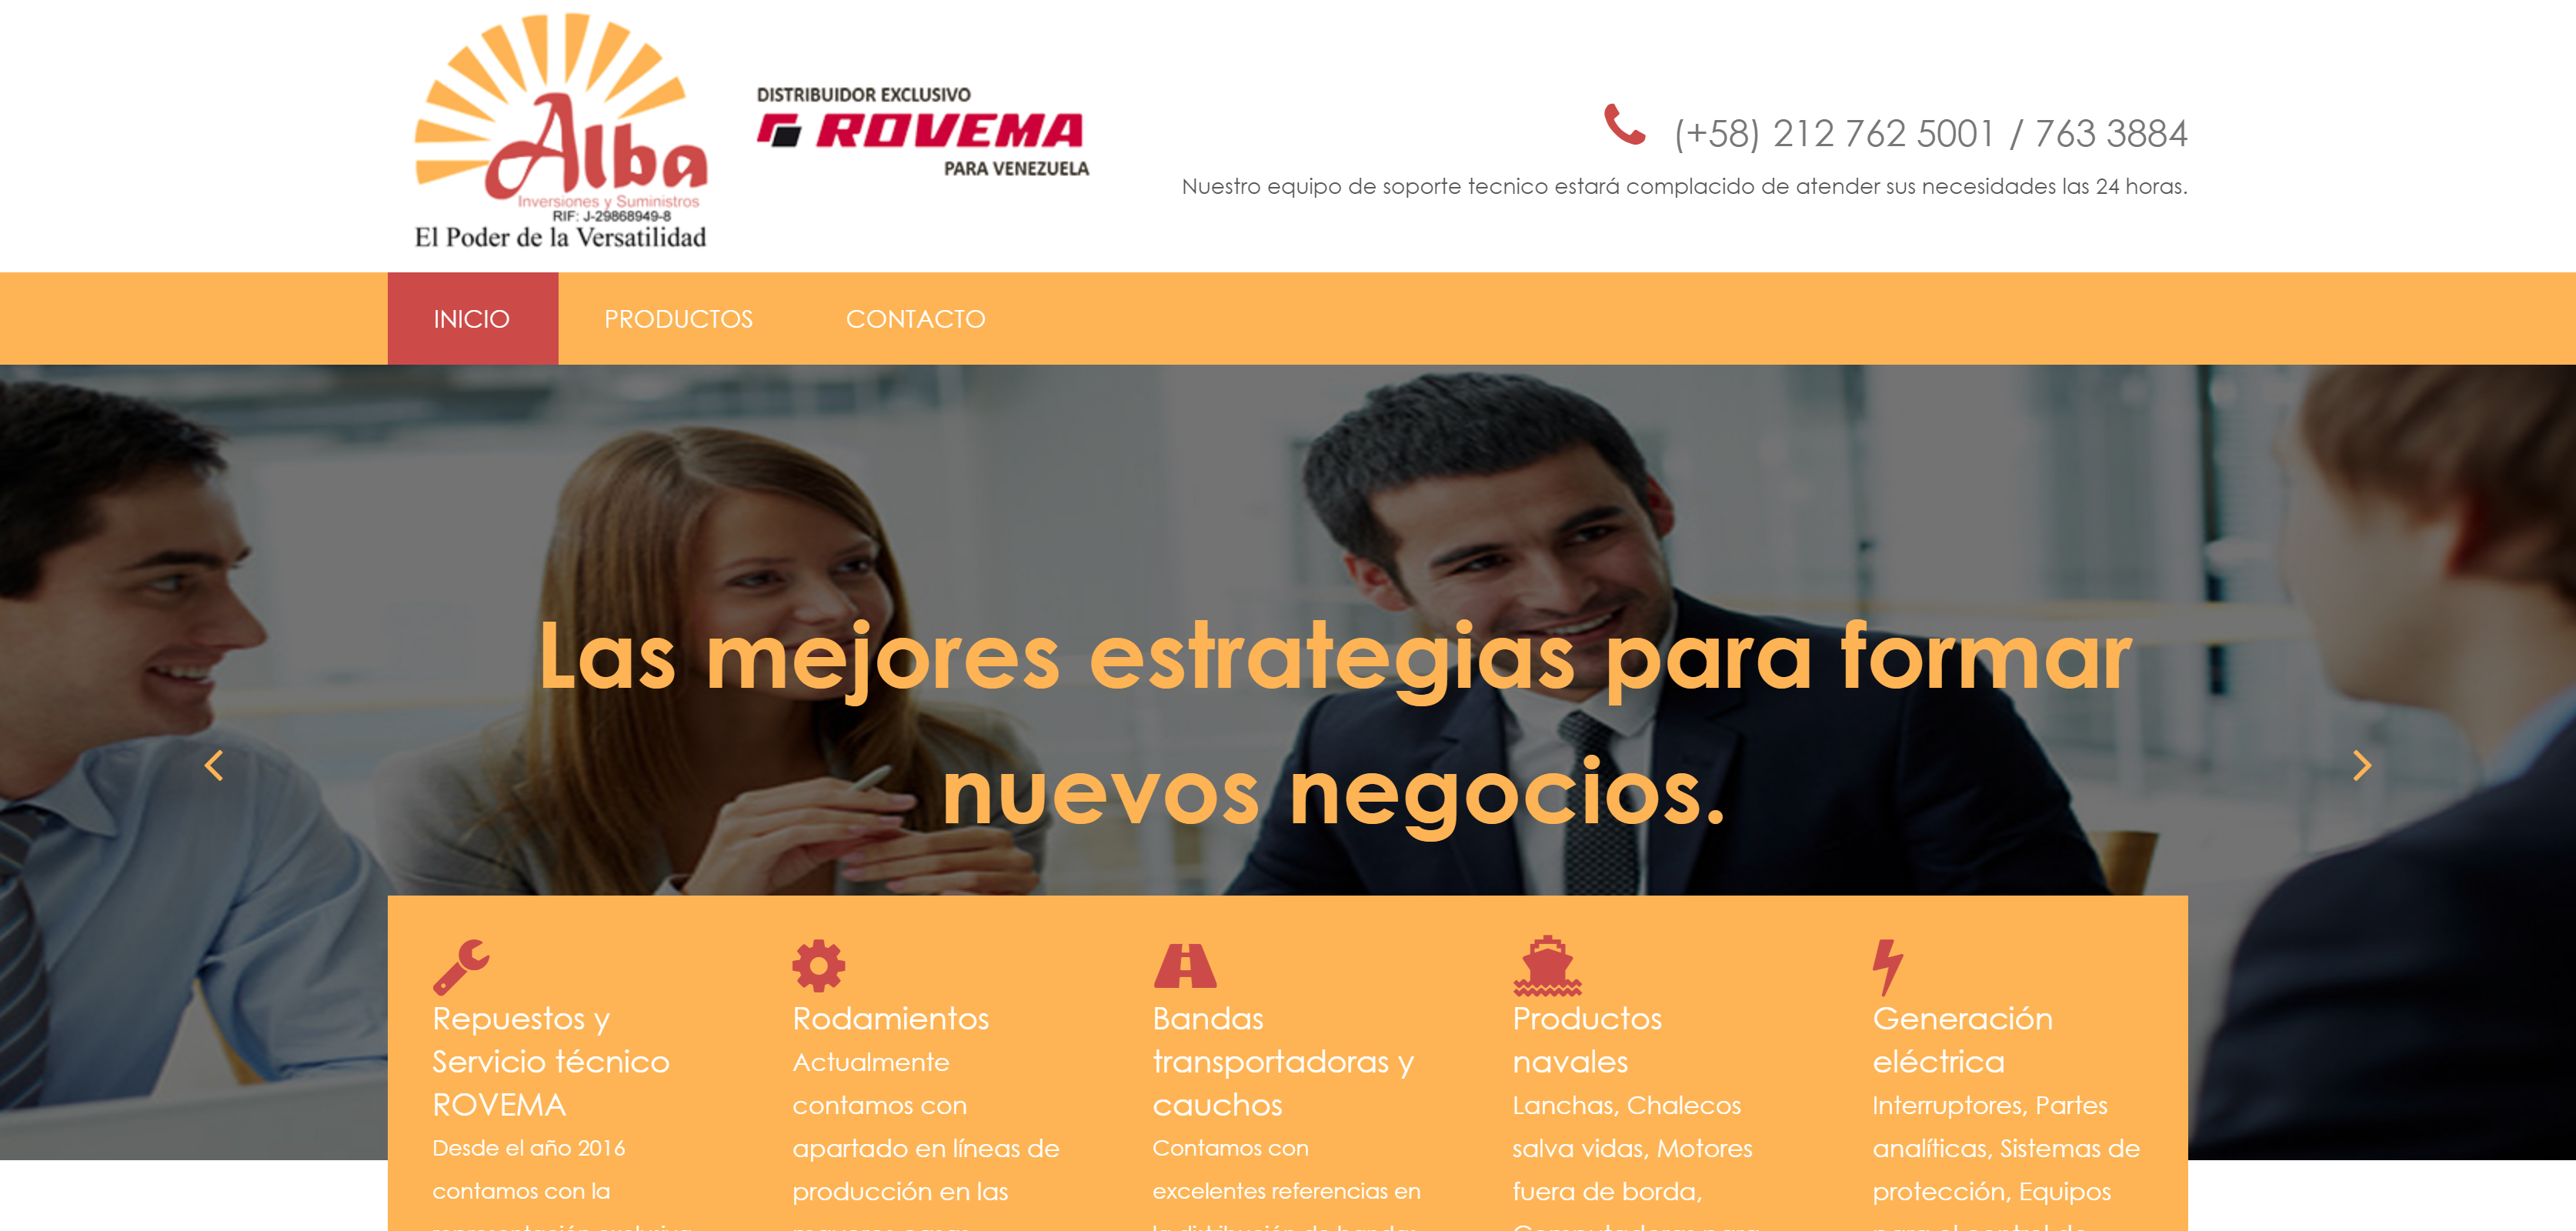 Alba
Inversiones y Suministros
RIF: J-29868949-8
El Poder de la Versatilidad
DISTRIBUIDOR EXCLUSIVO
ROVEMA
PARA VENEZUELA
(+58) 212 762 5001 / 763 3884
Nuestro equipo de soporte tecnico estará complacido de atender sus necesidades las 24 horas.
INICIO
PRODUCTOS
CONTACTO
Las mejores estrategias para formar
nuevos negocios.
Repuestos y
Servicio técnico
ROVEMA
Desde el año 2016
contamos con la
Rodamientos
Actualmente
contamos con
apartado en líneas de
producción en las
Bandas
transportadoras y
cauchos
Contamos con
excelentes referencias en
Productos
navales
Lanchas, Chalecos
salva vidas, Motores
fuera de borda,
Generación
eléctrica
Interruptores, Partes
analíticas, Sistemas de
protección, Equipos